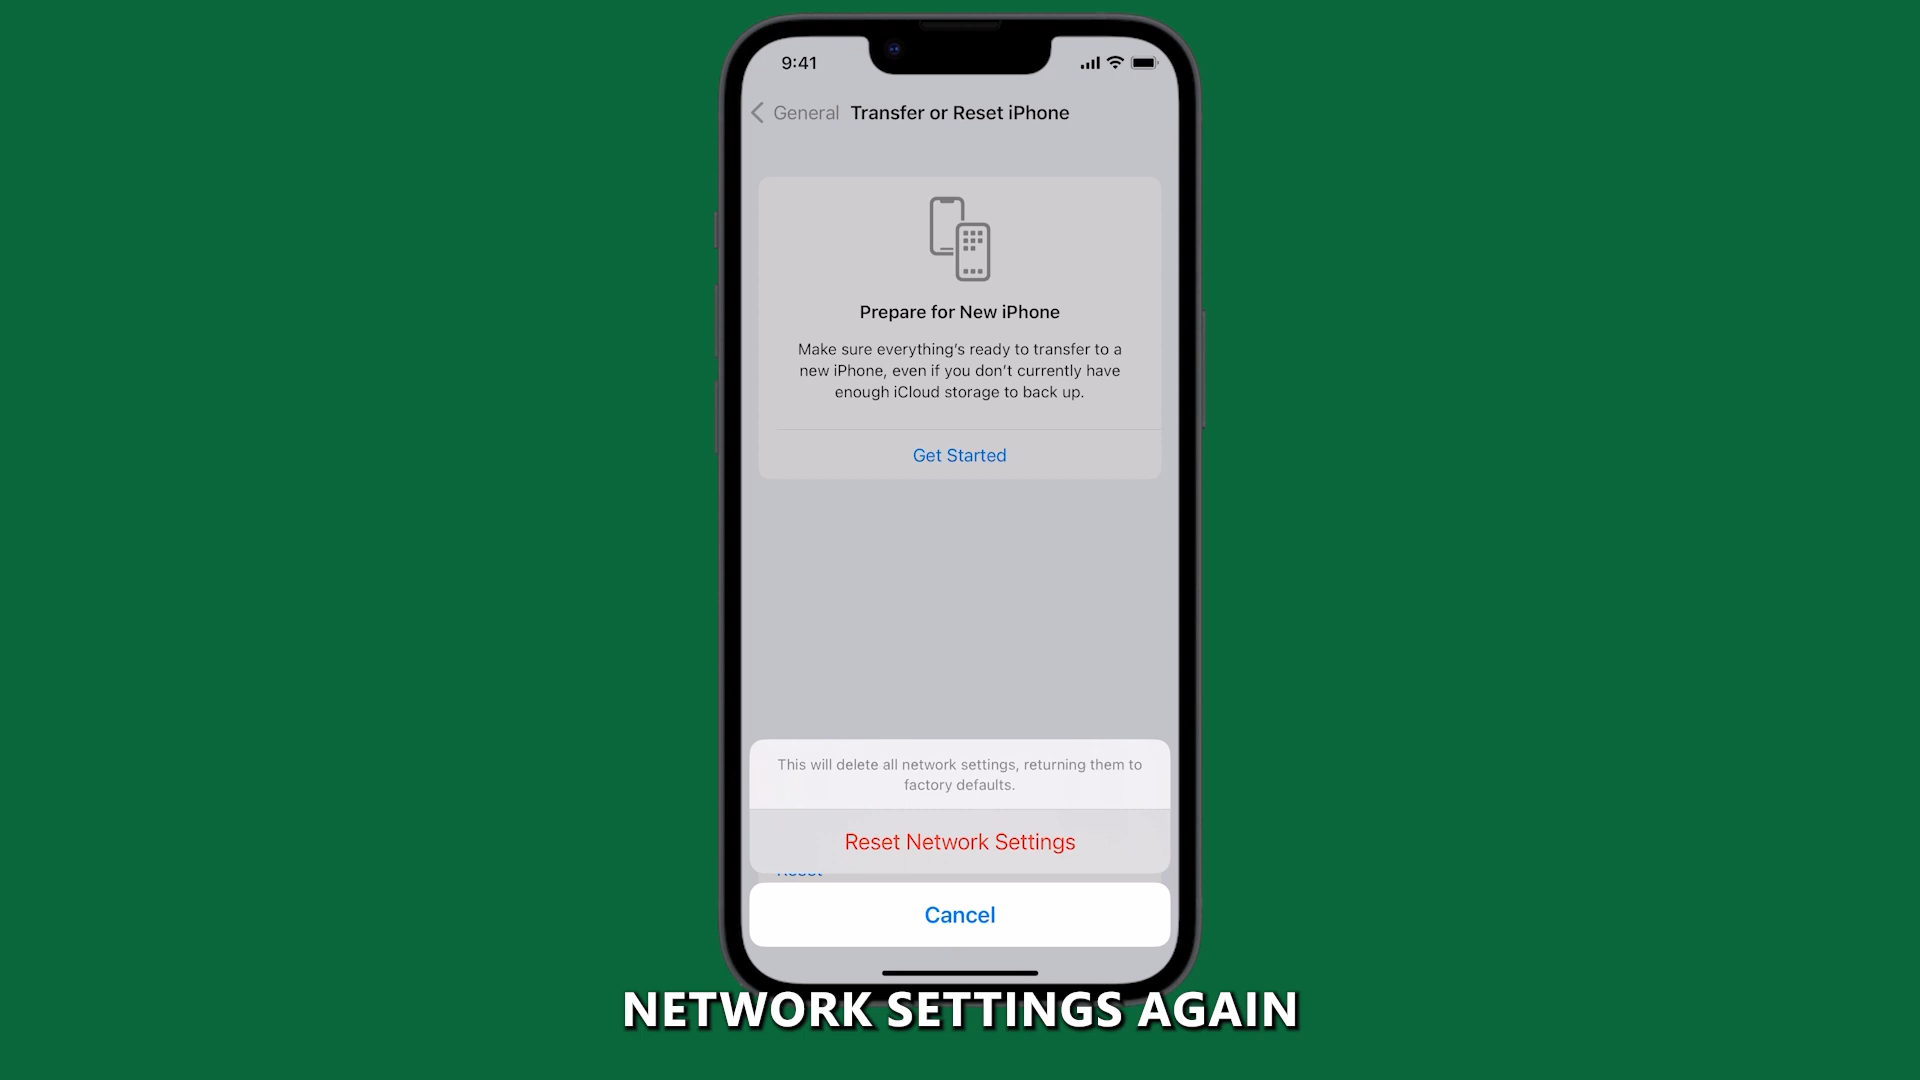 9:41
General Transfer or Reset iPhone
Prepare for New iPhone
Make sure everything's ready to transfer to a
new iPhone, even if you don't currently have
enough iCloud storage to back up.
Get Started
This will delete all network settings, returning them to
factory defaults.
Reset Network Settings
Reset
Cancel
NETWORK SETTINGS AGAIN